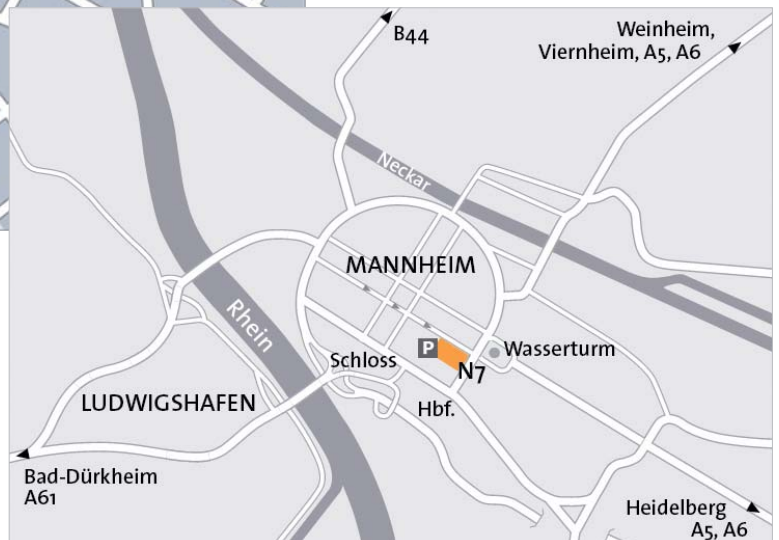 B44
Weinheim,
Viernheim, A5, A6
Neckar
MANNHEIM
Rhein
P
Wasserturm
Schloss
N7
LUDWIGSHAFEN
Hbf.
Bad-Dürkheim
A61
Heidelberg
A5, A6